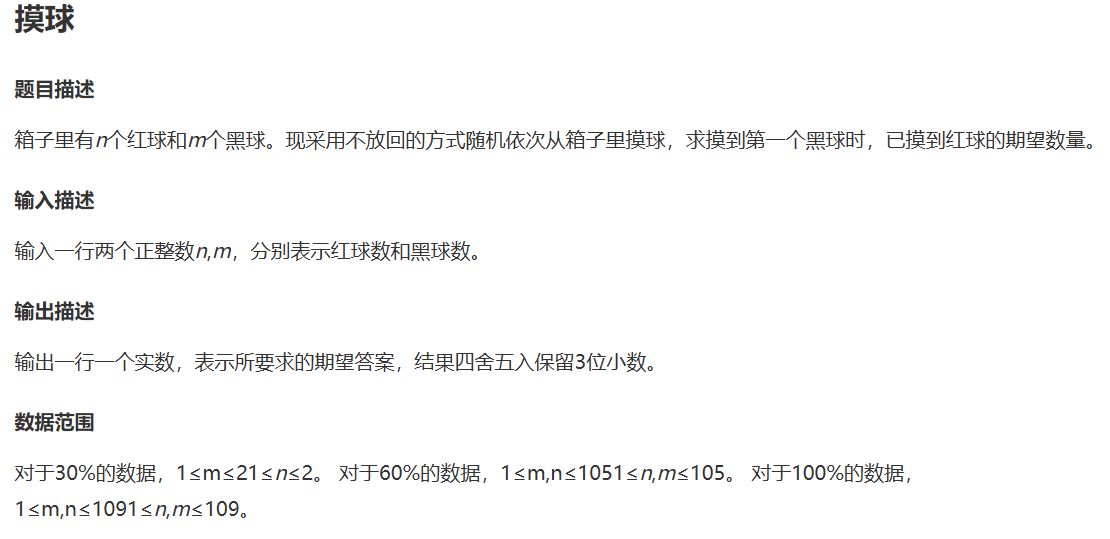 摸球
题目描述
箱子里有n个红球和m个黑球。现采用不放回的方式随机依次从箱子里摸球，求摸到第一个黑球时，已摸到红球的期望数量。
输入描述
输入一行两个正整数n,m，分别表示红球数和黑球数。
输出描述
输出一行一个实数，表示所要求的期望答案，结果四舍五入保留3位小数。
数据范围
对于30%的数据，1≤m≤21≤n≤2。 对于60%的数据，1≤m,n≤1051≤n,m≤105。 对于100%的数据，
1≤m,n≤1091≤n,m≤109。